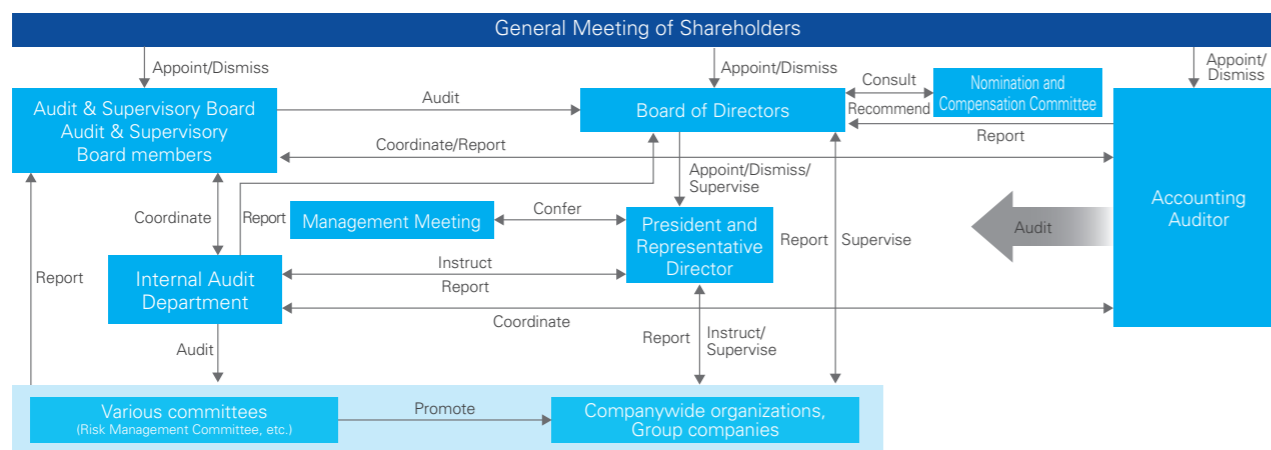 General Meeting of Shareholders
Appoint/Dismiss
Appoint/Dismiss
Appoint/
Dismiss
Audit & Supervisory Board
Audit & Supervisory
Board members
Audit
Board of Directors
Consult
Recommend
Nomination and
Compensation Committee
Report
Coordinate/Report
Appoint/Dismiss/
Supervise
Accounting
Auditor
Coordinate
Report
Management Meeting
Confer
President and
Representative
Director
Report
Supervise
Audit
Report
Internal Audit
Department
Instruct
Report
Coordinate
Audit
Report
Instruct/
Supervise
Various committees
(Risk Management Committee, etc.)
Promote
Companywide organizations,
Group companies